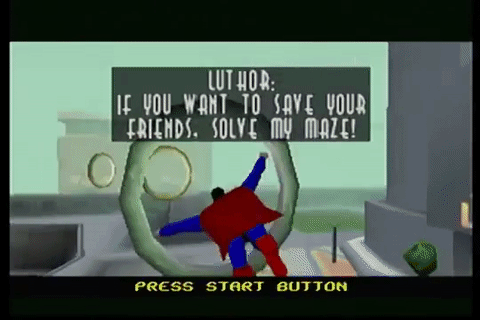 LUTHOR:
IF YOU WANT TO SAVE YOUR
FRIENDS, SOLVE MY MAZE!
PRESS START BUTTON